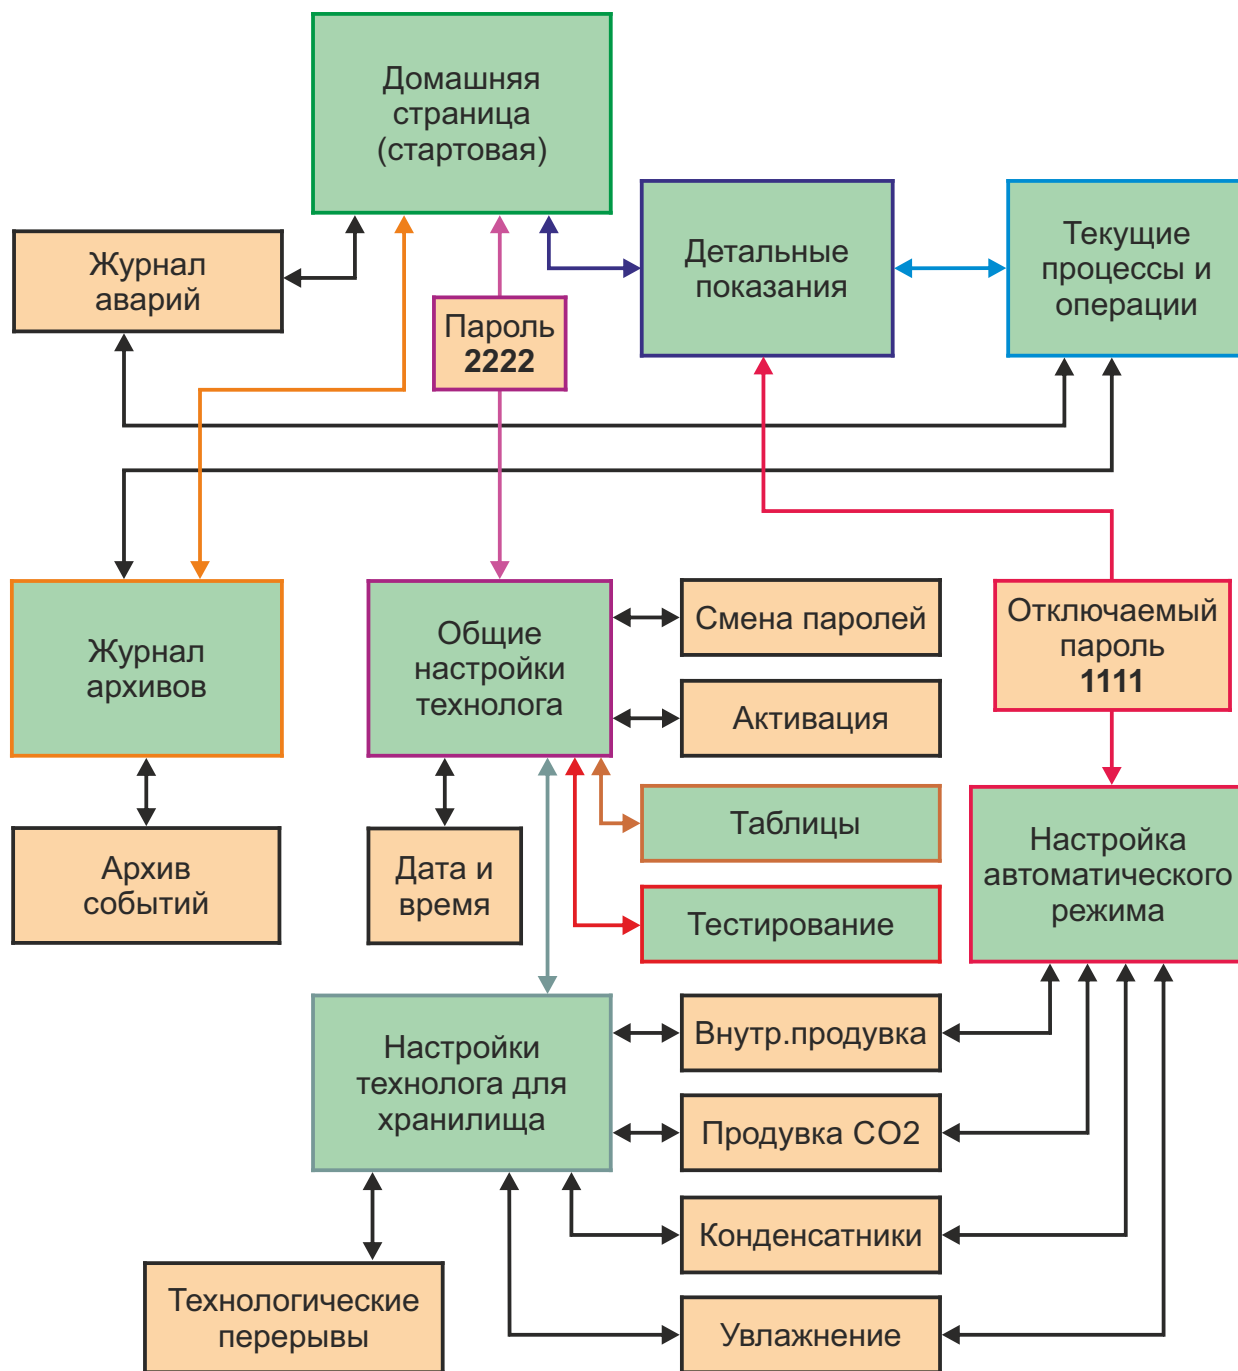 Домашняя
страница
(стартовая)
Журнал
аварий
Пароль
2222
Детальные
показания
Текущие
процессы и
операции
Журнал
архивов
Общие
настройки
технолога
Смена паролей
Активация
Отключаемый
пароль
1111
Архив
событий
Дата и
время
Таблицы
Тестирование
Настройка
автоматического
режима
Настройки
технолога для
хранилища
Внутр.продувка
Продувка СО2
Конденсатники
Увлажнение
Технологические
перерывы